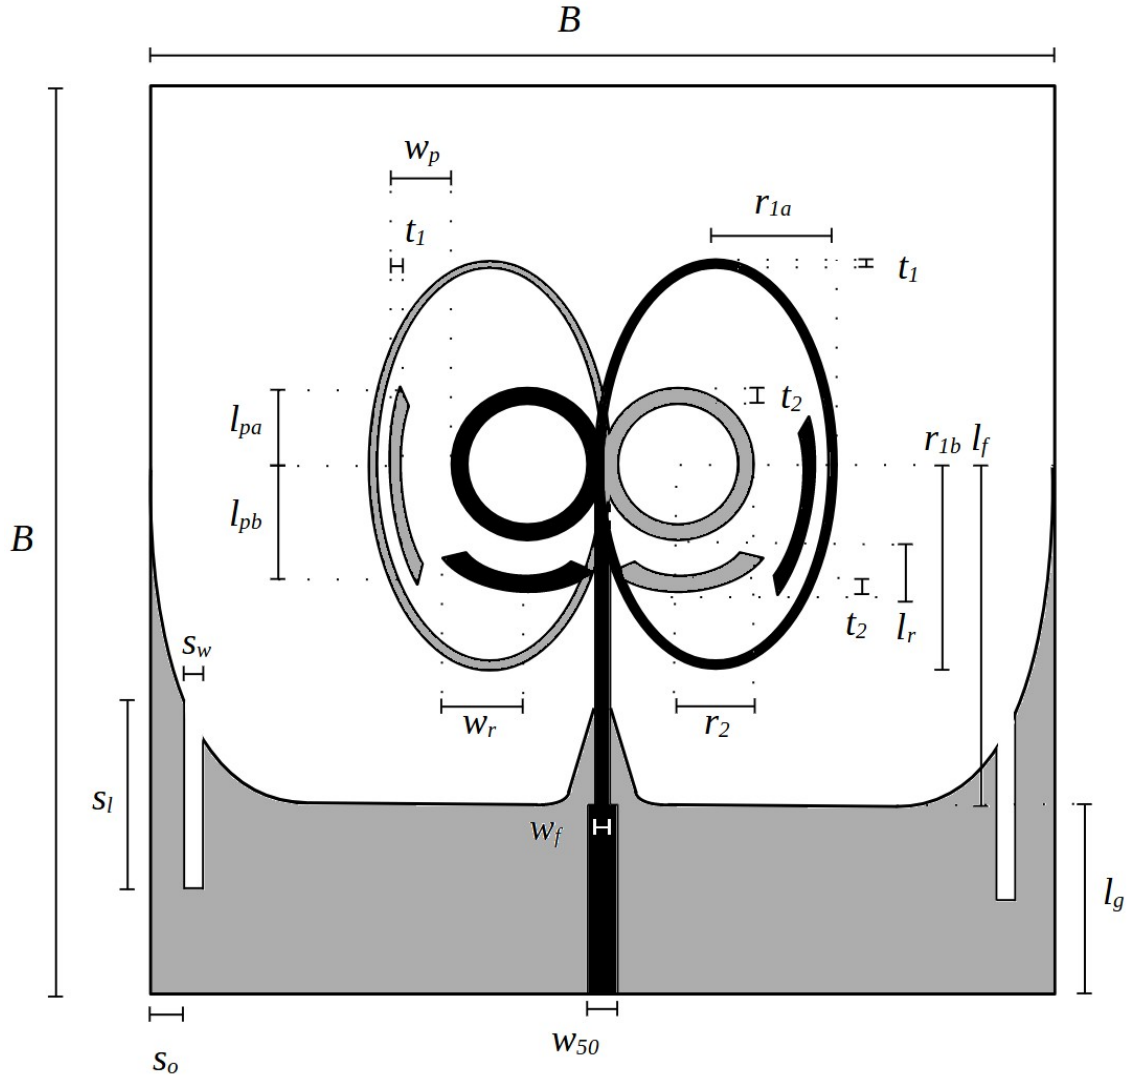 B
w_p
r_1a
t_1
t_1
t_2
l_pa
r_1b l_f
l_pb
B
t_2
l_r
s_w
w_r
r_2
s_l
w_f
l_g
w_50
s_o